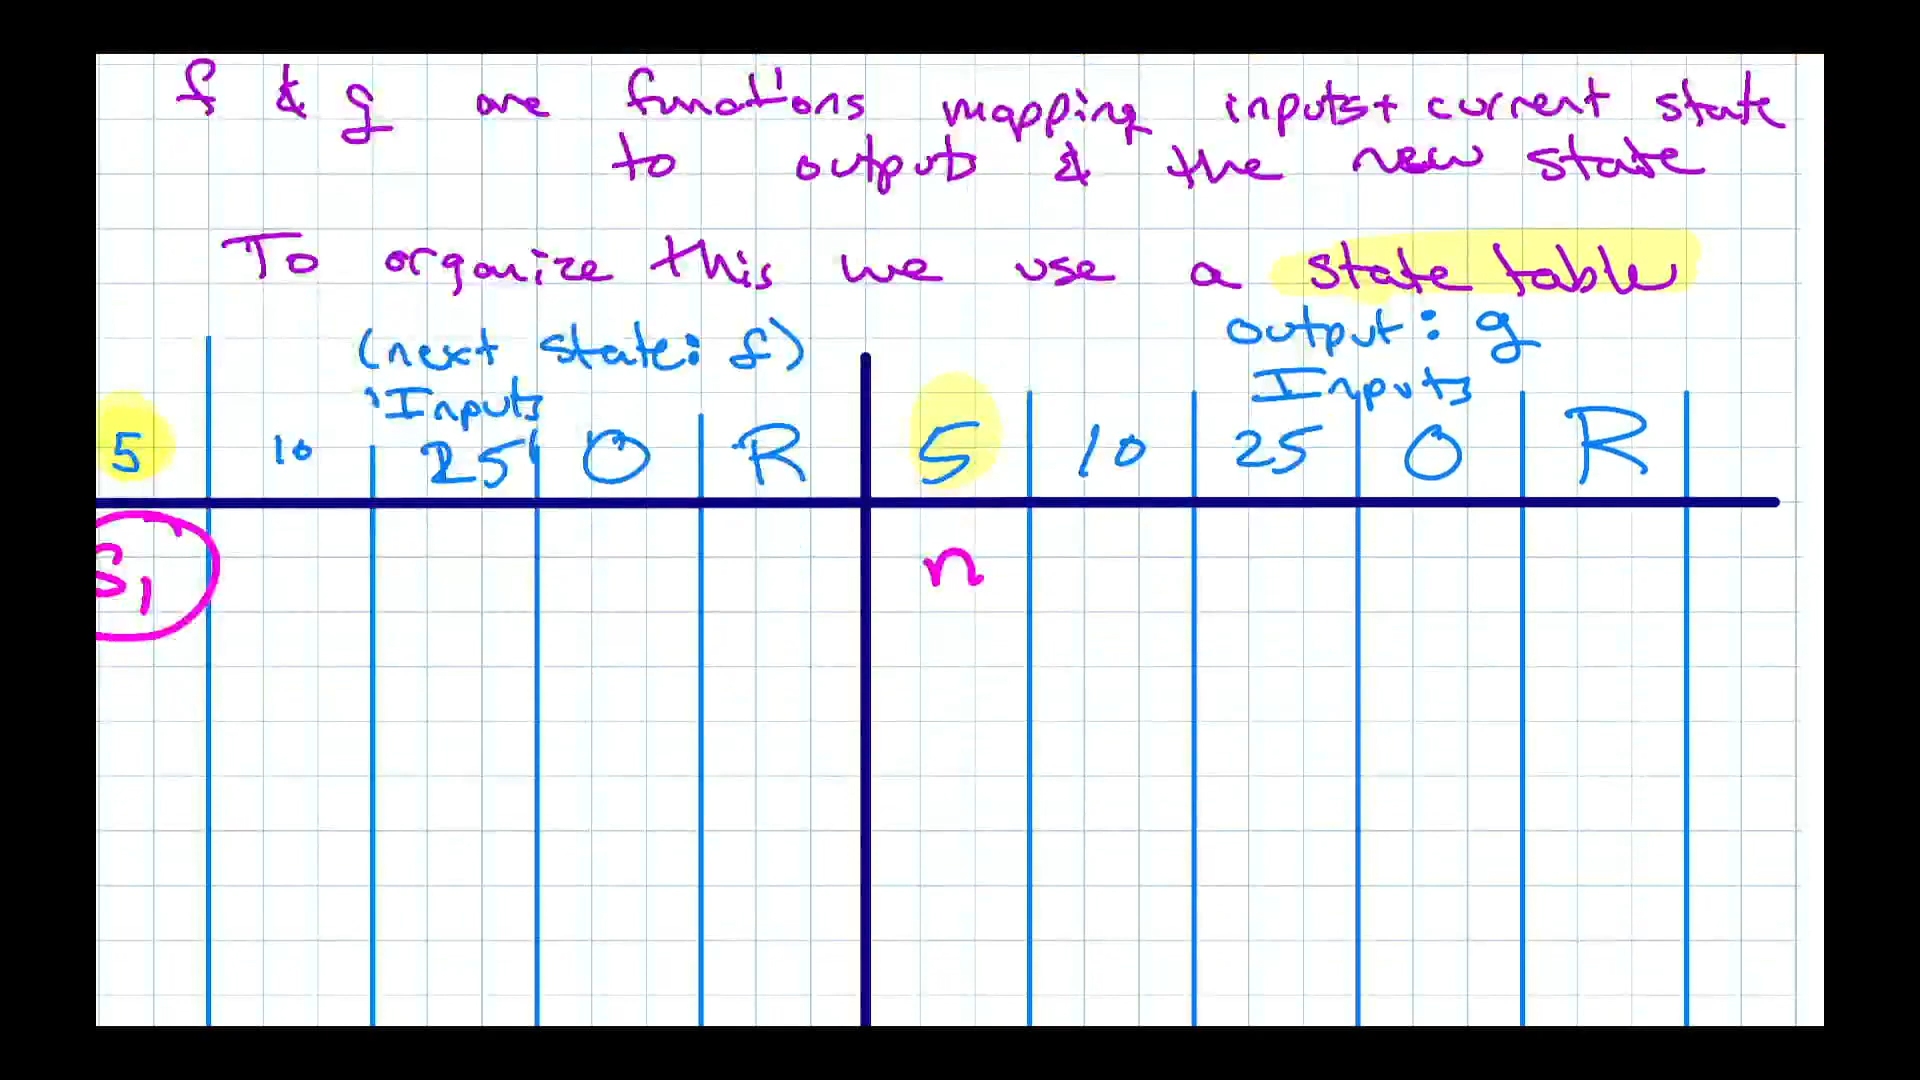 f & g are functions mapping inputs + current state
to outputs & the new state
To organize this we use a state table
(next state: f) output: g
Inputs Inputs
5 10 25 O R 5 10 25 O R
S1 n